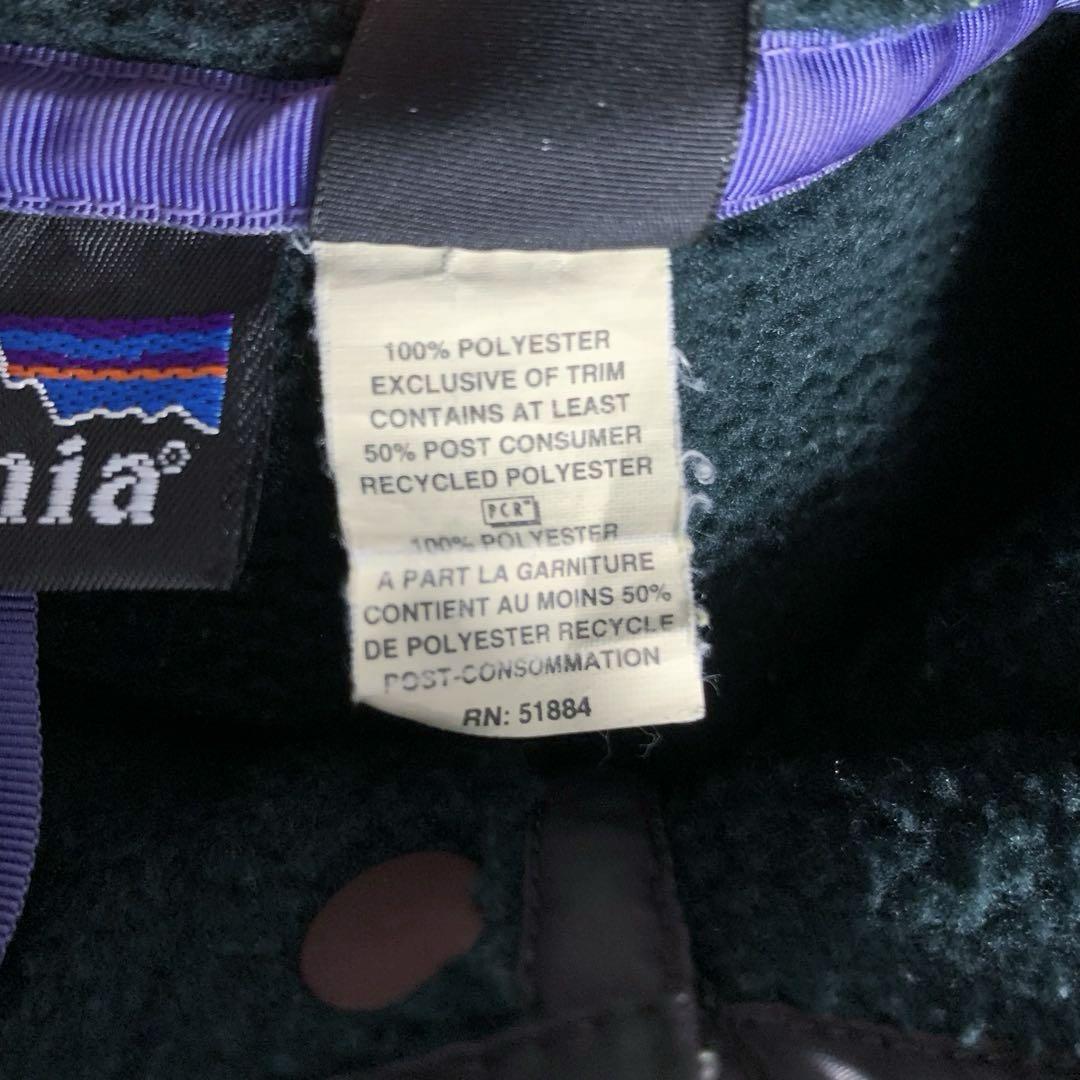 nia®
100% POLYESTER
EXCLUSIVE OF TRIM
CONTAINS AT LEAST
50% POST CONSUMER
RECYCLED POLYESTER
PCR™
100% POLYESTER
A PART LA GARNITURE
CONTIENT AU MOINS 50%
DE POLYESTER RECYCLE
POST-CONSOMMATION
RN: 51884